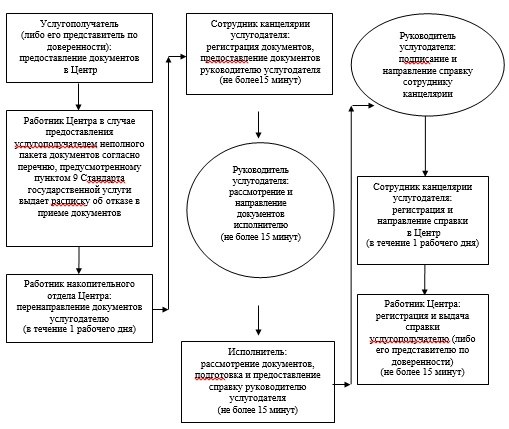 Услугополучатель
(либо его представитель по
доверенности):
предоставление документов
в Центр
Работник Центра в случае
предоставления
услугополучателем неполного
пакета документов согласно
перечню, предусмотренному
пунктом 9 Стандарта
государственной услуги
выдает расписку об отказе в
приеме документов
Работник накопительного
отдела Центра:
перенаправление документов
услугодателю
(в течение 1 рабочего дня)
Сотрудник канцелярии
услугодателя:
регистрация документов,
предоставление документов
руководителю услугодателя
(не более15 минут)
Руководитель
услугодателя:
рассмотрение и
направление
документов
исполнителю
(не более 15 минут)
Исполнитель:
рассмотрение документов,
подготовка и предоставление
справку руководителю
услугодателя
(не более 15 минут)
Руководитель
услугодателя:
подписание и
направление справку
сотруднику
канцелярии
Сотрудник канцелярии
услугодателя:
регистрация и
направление справки
в Центр
(в течение 1 рабочего дня)
Работник Центра:
регистрация и выдача
справки
услугополучателю (либо
его представителю по
доверенности)
(не более 15 минут)